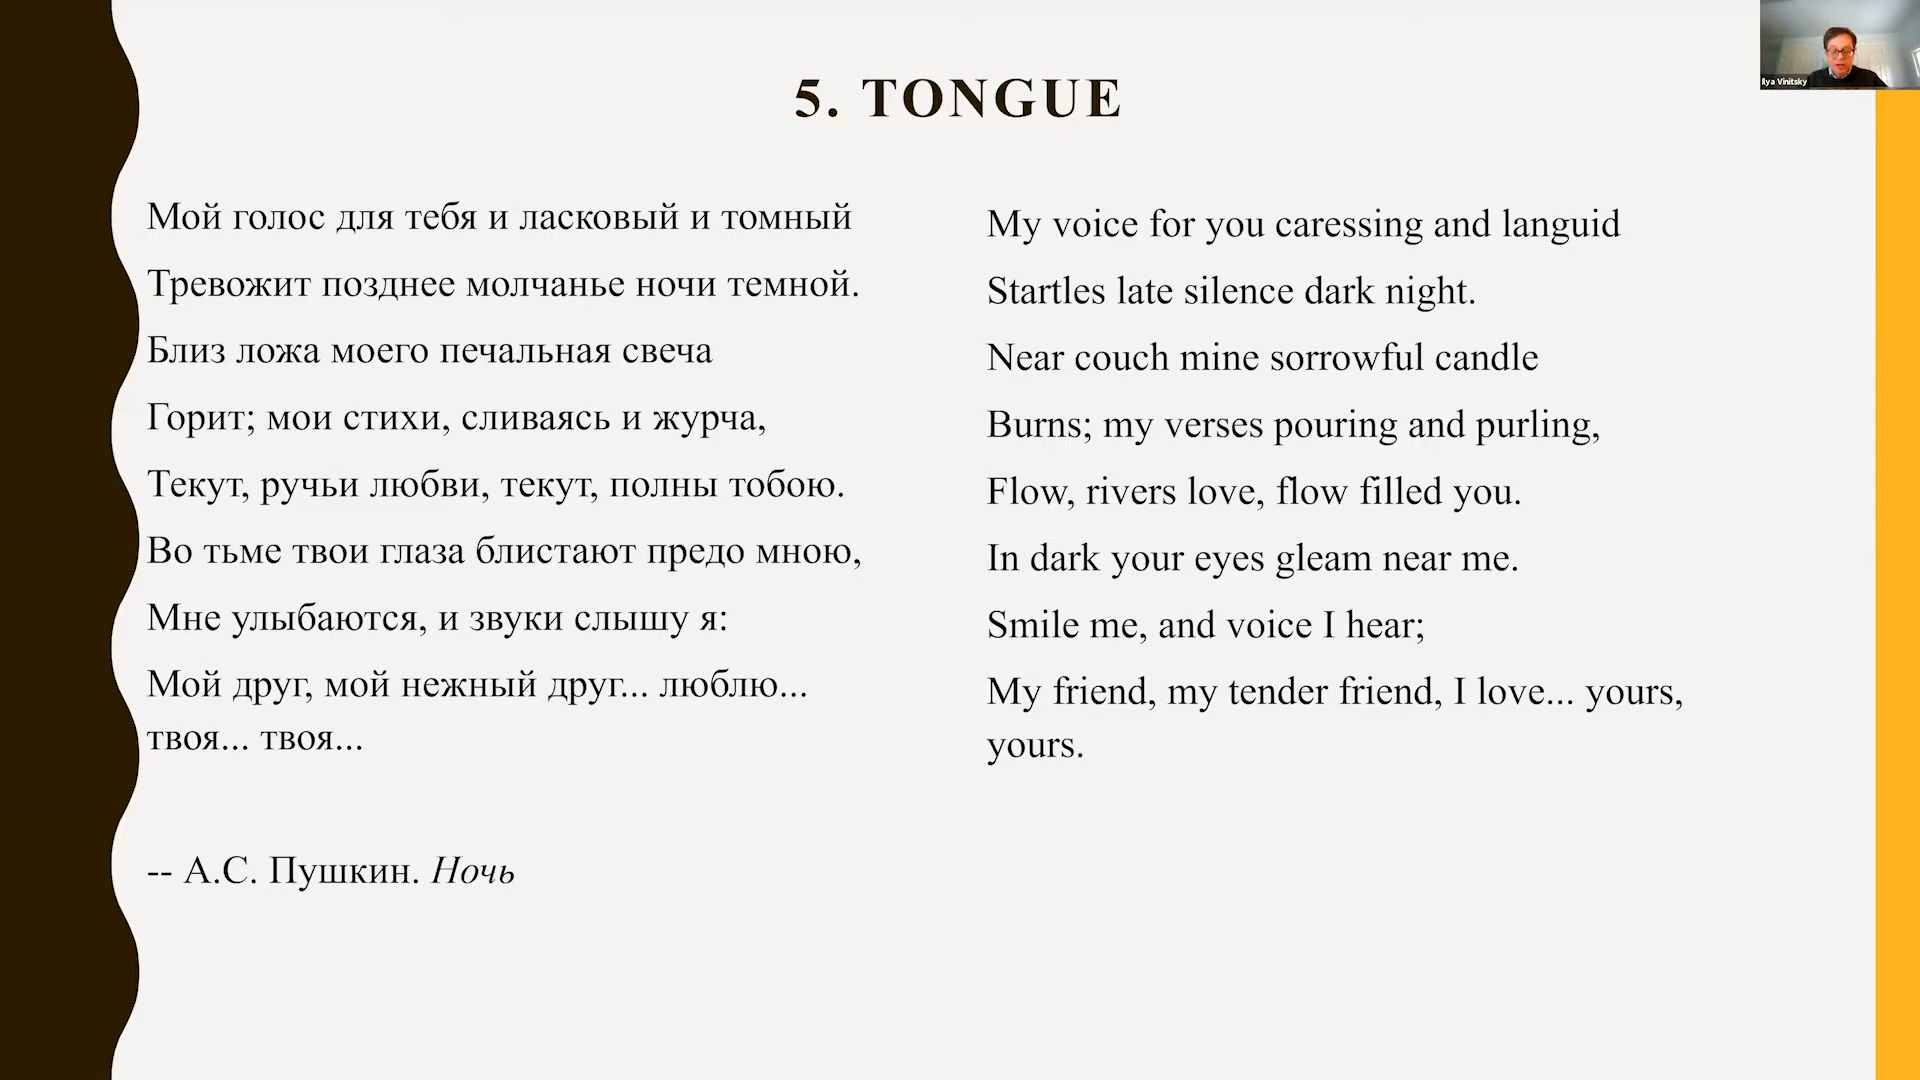 5. TONGUE
Мой голос для тебя и ласковый и томный
Тревожит позднее молчанье ночи темной.
Близ ложа моего печальная свеча
Горит; мои стихи, сливаясь и журча,
Текут, ручьи любви, текут, полны тобою.
Во тьме твои глаза блистают предо мною,
Мне улыбаются, и звуки слышу я:
Мой друг, мой нежный друг... люблю...
твоя... твоя...
-- А.С. Пушкин. Ночь
My voice for you caressing and languid
Startles late silence dark night.
Near couch mine sorrowful candle
Burns; my verses pouring and purling,
Flow, rivers love, flow filled you.
In dark your eyes gleam near me.
Smile me, and voice I hear;
My friend, my tender friend, I love... yours,
yours.
Ilya Vinitsky